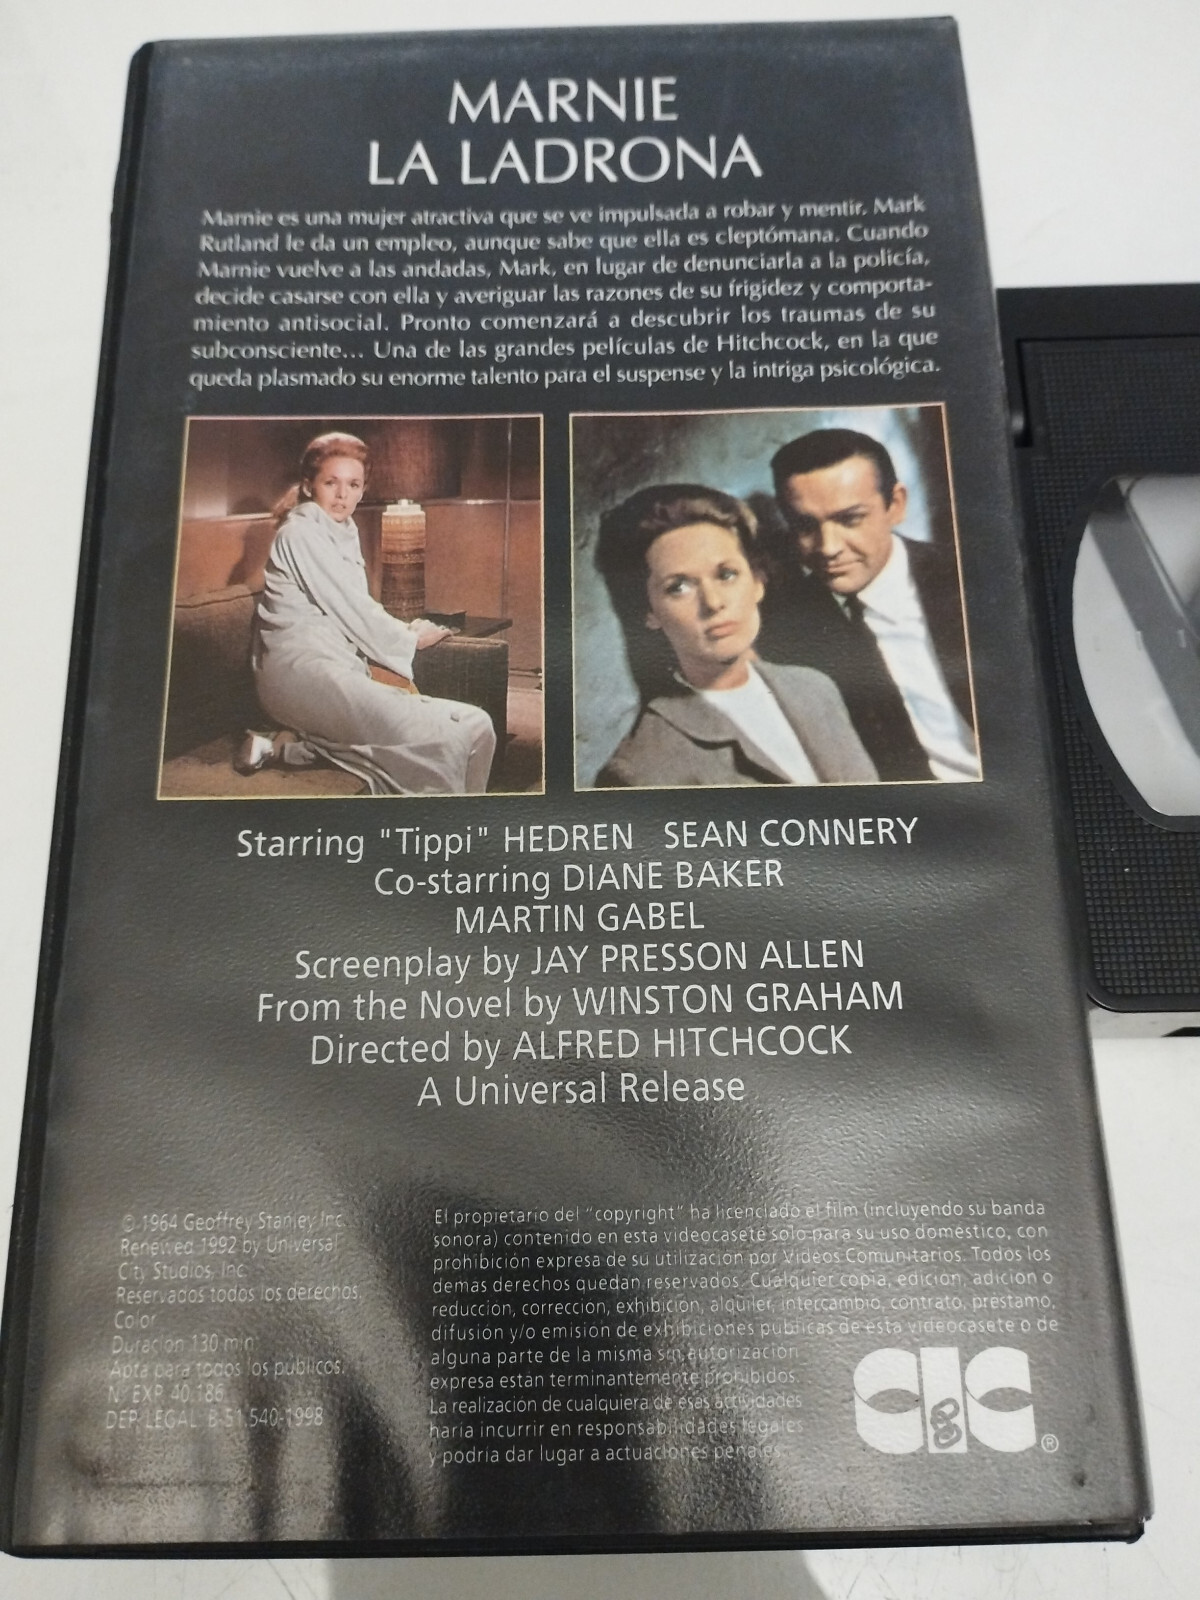 MARNIE
LA LADRONA
Marnie es una mujer atractiva que se ve impulsada a robar y mentir. Mark
Rutland le da un empleo, aunque sabe que ella es cleptómana. Cuando
Marnie vuelve a las andadas, Mark, en lugar de denunciarla a la policía,
decide casarse con ella y averiguar las razones de su frigidez y comporta-
miento antisocial. Pronto comenzará a descubrir los traumas de su
subconsciente... Una de las grandes películas de Hitchcock, en la que
queda plasmado su enorme talento para el suspense y la intriga psicológica.
Starring "Tippi" HEDREN SEAN CONNERY
Co-starring DIANE BAKER
MARTIN GABEL
Screenplay by JAY PRESSON ALLEN
From the Novel by WINSTON GRAHAM
Directed by ALFRED HITCHCOCK
A Universal Release
© 1964 Geoffrey Stanley Inc.
Renewed 1992 by Universal
City Studios, Inc.
Reservados todos los derechos.
Color
Duración 130 min.
Apta para todos los publicos.
N. EXP. 40.186
DEP. LEGAL B-51.540-1998
El propietario del "copyright" ha licenciado el film (incluyendo su banda
sonora) contenido en esta videocasete solo para su uso doméstico, con
prohibición expresa de su utilización por Vídeos Comunitarios. Todos los
demas derechos quedan reservados. Cualquier copia, edición, adición o
reducción, corrección, exhibición, alquiler, intercambio, contrato, prestamo,
difusión y/o emisión de exhibiciones publicas de esta videocasete o de
alguna parte de la misma sin autorización
expresa están terminantemente prohibidos.
La realización de cualquiera de esas actividades
haria incurrir en responsabilidades legales
y podria dar lugar a actuaciones penales.
CIC
8
®